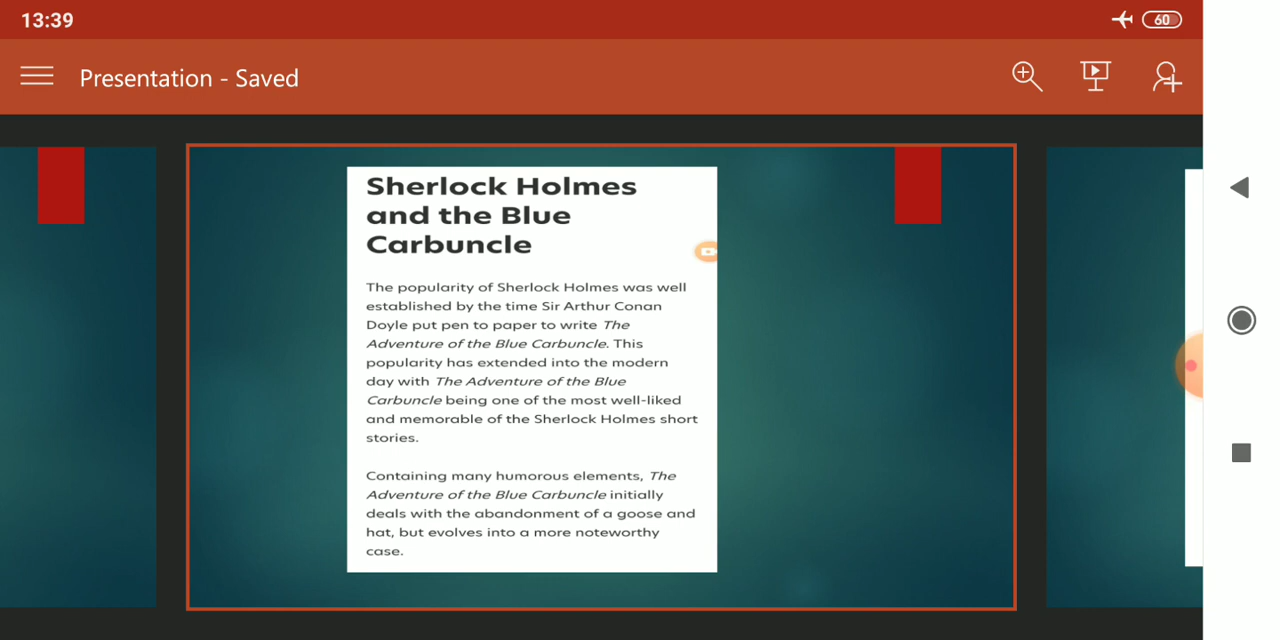 13:39
60
Presentation - Saved
Sherlock Holmes
and the Blue
Carbuncle
The popularity of Sherlock Holmes was well
established by the time Sir Arthur Conan
Doyle put pen to paper to write The
Adventure of the Blue Carbuncle. This
popularity has extended into the modern
day with The Adventure of the Blue
Carbuncle being one of the most well-liked
and memorable of the Sherlock Holmes short
stories.
Containing many humorous elements, The
Adventure of the Blue Carbuncle initially
deals with the abandonment of a goose and
hat, but evolves into a more noteworthy
case.